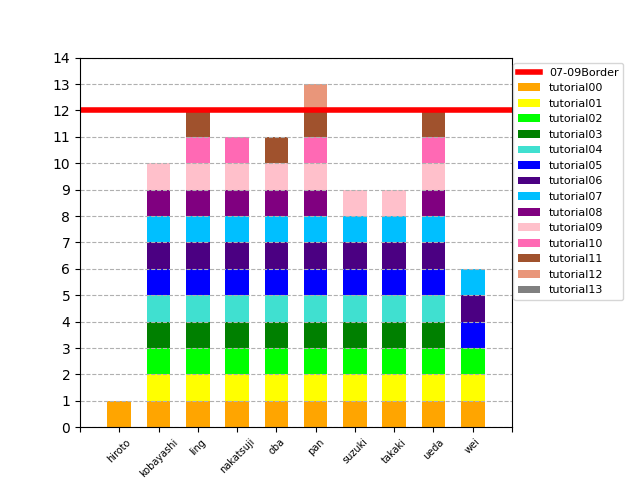 14
13
12
11
10
9
8
7
6
5
4
3
2
1
0
hiroto
kobayashi
ling
nakatsuji
oba
pan
suzuki
takaki
ueda
wei
07-09Border
tutorial00
tutorial01
tutorial02
tutorial03
tutorial04
tutorial05
tutorial06
tutorial07
tutorial08
tutorial09
tutorial10
tutorial11
tutorial12
tutorial13